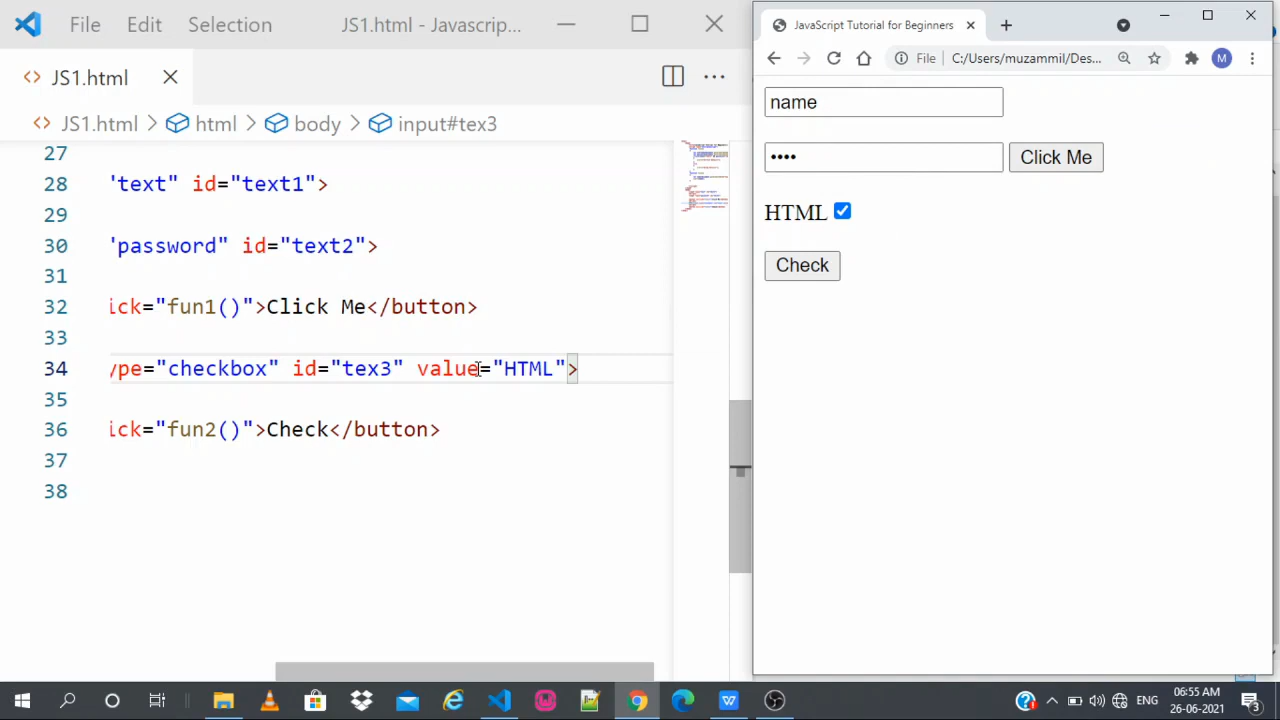 File Edit Selection JS1.html - Javascrip...
JS1.html
JS1.html > html > body > input#tex3
27
28 "text" id="text1">
29
30 "password" id="text2">
31
32 ick="fun1()">Click Me</button>
33
34 ype="checkbox" id="tex3" value="HTML">
35
36 ick="fun2()">Check</button>
37
38
JavaScript Tutorial for Beginners
File C:/Users/muzammil/Des... M
name
•••• Click Me
HTML
Check
ENG 06:55 AM
26-06-2021 3